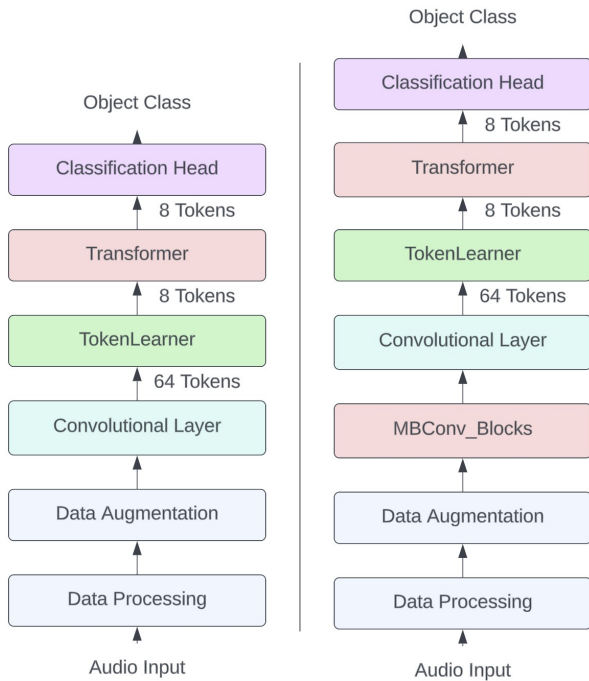 Object Class
Classification Head
8 Tokens
Transformer
8 Tokens
TokenLearner
64 Tokens
Convolutional Layer
Data Augmentation
Data Processing
Audio Input
Object Class
Classification Head
8 Tokens
Transformer
8 Tokens
TokenLearner
64 Tokens
Convolutional Layer
MBConv_Blocks
Data Augmentation
Data Processing
Audio Input